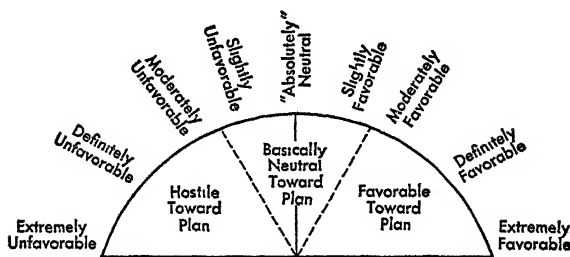 Extremely
Unfavorable
Definitely
Unfavorable
Moderately
Unfavorable
Slightly
Unfavorable
"Absolutely"
Neutral
Slightly
Favorable
Moderately
Favorable
Definitely
Favorable
Extremely
Favorable
Hostile
Toward
Plan
Basically
Neutral
Toward
Plan
Favorable
Toward
Plan